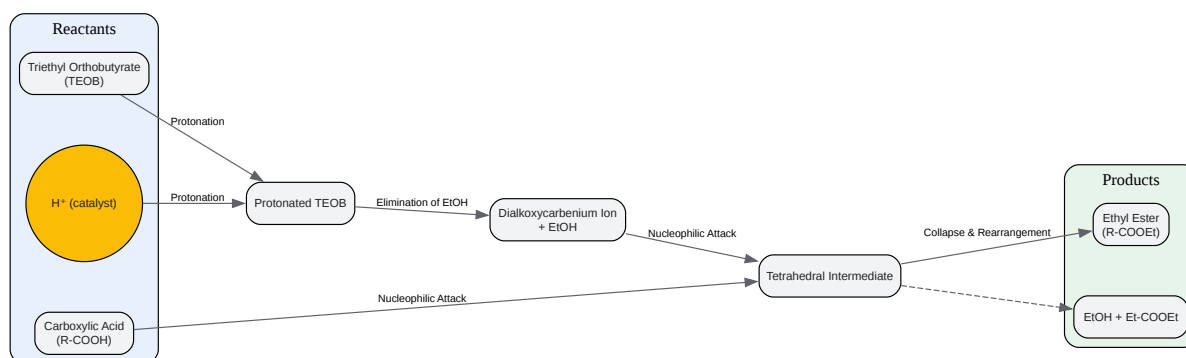 Reactants
Triethyl Orthobutyrate
(TEOB)
Protonation
H⁺ (catalyst)
Protonation
Protonated TEOB
Elimination of EtOH
Dialkoxycarbenium Ion
+ EtOH
Nucleophilic Attack
Carboxylic Acid
(R-COOH)
Nucleophilic Attack
Tetrahedral Intermediate
Collapse & Rearrangement
Products
Ethyl Ester
(R-COOEt)
EtOH + Et-COOEt